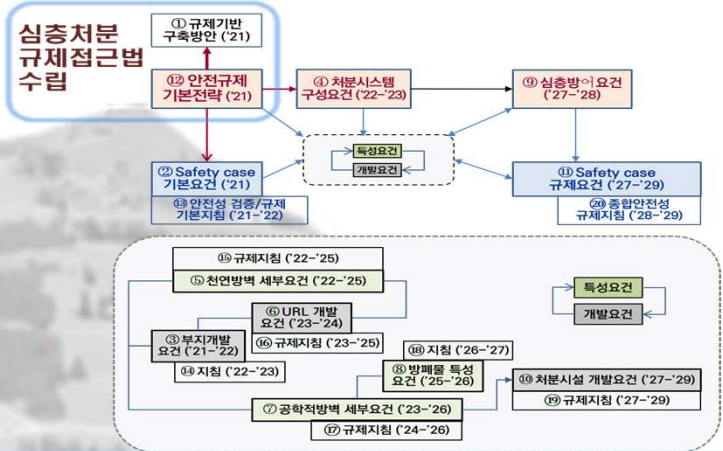 심층처분
규제접근법
수립
① 규제기반
구축방안 ('21)
⑫ 안전규제
기본전략 ('21)
④ 처분시스템
구성요건 ('22-'23)
⑨ 심층방어요건
('27-'28)
특성요건
개발요건
② Safety case
기본요건 ('21)
⑬ 안전성 검증/규제
기본지침 ('21-'22)
⑪ Safety case
규제요건 ('27-'29)
⑳ 종합안전성
규제지침 ('28-'29)
⑮ 규제지침 ('22-'25)
⑤ 천연방벽 세부요건 ('22-'25)
⑥ URL 개발
요건 ('23-'24)
⑯ 규제지침 ('23-'25)
③ 부지개발
요건 ('21-'22)
⑭ 지침 ('22-'23)
특성요건
개발요건
⑱ 지침 ('26-'27)
⑧ 방폐물 특성
요건 ('25-'26)
⑩ 처분시설 개발요건 ('27-'29)
⑲ 규제지침 ('27-'29)
⑦ 공학적방벽 세부요건 ('23-'26)
⑰ 규제지침 ('24-'26)